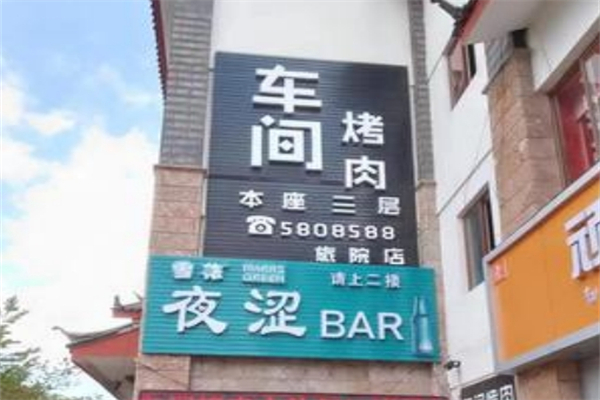 车间
烤肉
本座三层
☎5808588
旅院店
雪花 MARRS GREEN 请上二楼
夜涩 BAR